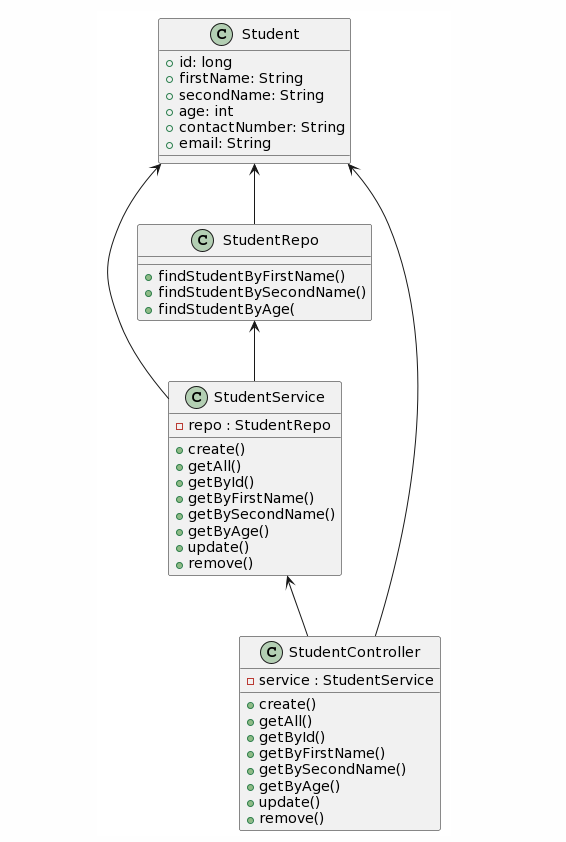 C Student
id: long
firstName: String
secondName: String
age: int
contactNumber: String
email: String
C StudentRepo
findStudentByFirstName()
findStudentBySecondName()
findStudentByAge(
C StudentService
repo : StudentRepo
create()
getAll()
getById()
getByFirstName()
getBySecondName()
getByAge()
update()
remove()
C StudentController
service : StudentService
create()
getAll()
getById()
getByFirstName()
getBySecondName()
getByAge()
update()
remove()